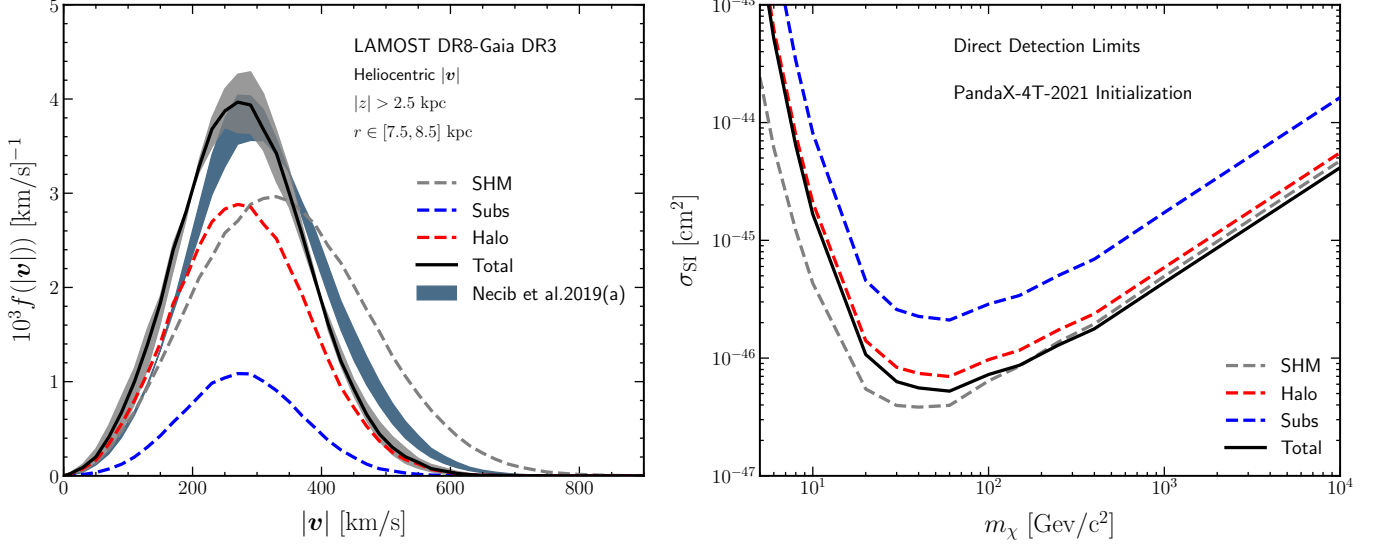 LAMOST DR8-Gaia DR3
Heliocentric |v|
|z| > 2.5 kpc
r ∈ [7.5, 8.5] kpc
SHM
Subs
Halo
Total
Necib et al.2019(a)
10³f(|v|)) [km/s]⁻¹
5
4
3
2
1
0
0
200
400
600
800
|v| [km/s]
Direct Detection Limits
PandaX-4T-2021 Initialization
SHM
Halo
Subs
Total
σSI [cm²]
10⁻⁴³
10⁻⁴⁴
10⁻⁴⁵
10⁻⁴⁶
10⁻⁴⁷
10¹
10²
10³
10⁴
mχ [Gev/c²]